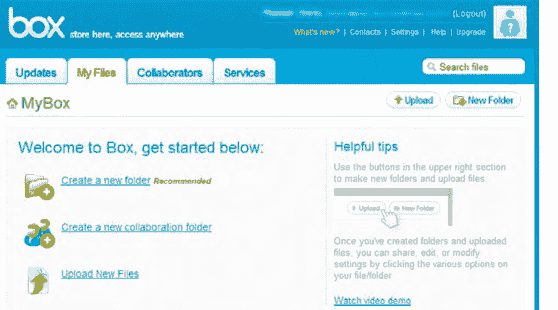 box store here, access anywhere
(Logout)
What's new? | Contacts | Settings | Help | Upgrade
Updates
My Files
Collaborators
Services
Search files
MyBox
Upload
New Folder
Welcome to Box, get started below:
Create a new folder Recommended
Create a new collaboration folder
Upload New Files
Helpful tips
Use the buttons in the upper right section
to make new folders and upload files
Upload
New Folder
Once you've created folders and uploaded
files, you can share, edit, or modify
settings by clicking the various options on
your file/folder
Watch video demo